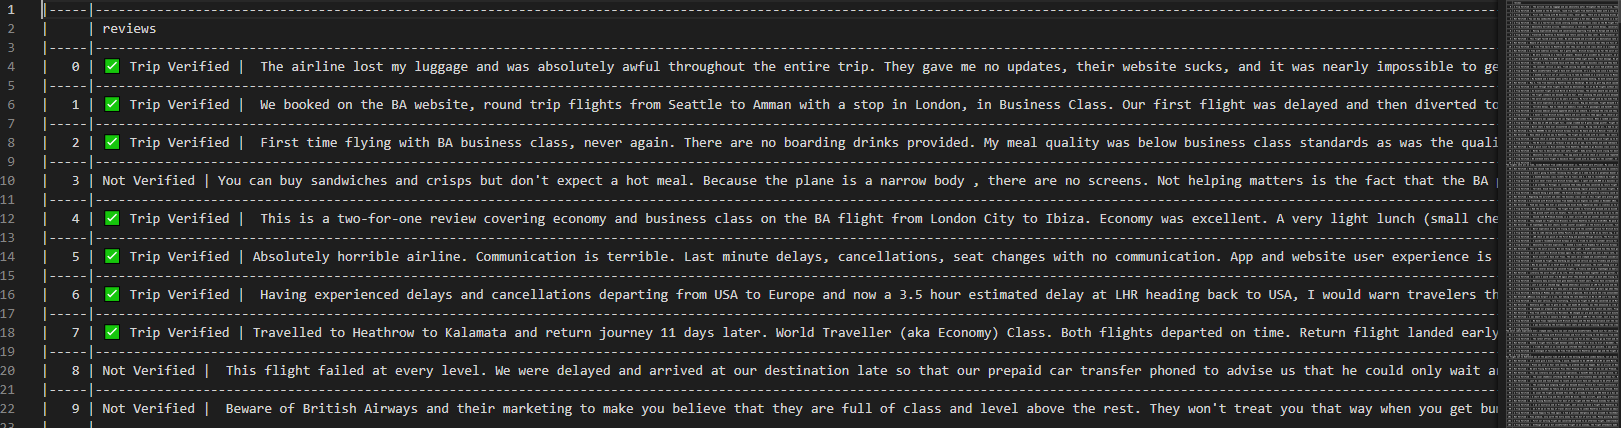 1 |-----|------------------------------------------------------------
2 | | reviews
3 |-----|------------------------------------------------------------
4 | 0 | ✅ Trip Verified | The airline lost my luggage and was absolutely awful throughout the entire trip. They gave me no updates, their website sucks, and it was nearly impossible to ge
5 |-----|------------------------------------------------------------
6 | 1 | ✅ Trip Verified | We booked on the BA website, round trip flights from Seattle to Amman with a stop in London, in Business Class. Our first flight was delayed and then diverted to
7 |-----|------------------------------------------------------------
8 | 2 | ✅ Trip Verified | First time flying with BA business class, never again. There are no boarding drinks provided. My meal quality was below business class standards as was the quali
9 |-----|------------------------------------------------------------
10 | 3 | Not Verified | You can buy sandwiches and crisps but don't expect a hot meal. Because the plane is a narrow body , there are no screens. Not helping matters is the fact that the BA
11 |-----|------------------------------------------------------------
12 | 4 | ✅ Trip Verified | This is a two-for-one review covering economy and business class on the BA flight from London City to Ibiza. Economy was excellent. A very light lunch (small che
13 |-----|------------------------------------------------------------
14 | 5 | ✅ Trip Verified | Absolutely horrible airline. Communication is terrible. Last minute delays, cancellations, seat changes with no communication. App and website user experience is
15 |-----|------------------------------------------------------------
16 | 6 | ✅ Trip Verified | Having experienced delays and cancellations departing from USA to Europe and now a 3.5 hour estimated delay at LHR heading back to USA, I would warn travelers th
17 |-----|------------------------------------------------------------
18 | 7 | ✅ Trip Verified | Travelled to Heathrow to Kalamata and return journey 11 days later. World Traveller (aka Economy) Class. Both flights departed on time. Return flight landed early
19 |-----|------------------------------------------------------------
20 | 8 | Not Verified | This flight failed at every level. We were delayed and arrived at our destination late so that our prepaid car transfer phoned to advise us that he could only wait a
21 |-----|------------------------------------------------------------
22 | 9 | Not Verified | Beware of British Airways and their marketing to make you believe that they are full of class and level above the rest. They won't treat you that way when you get bu
23